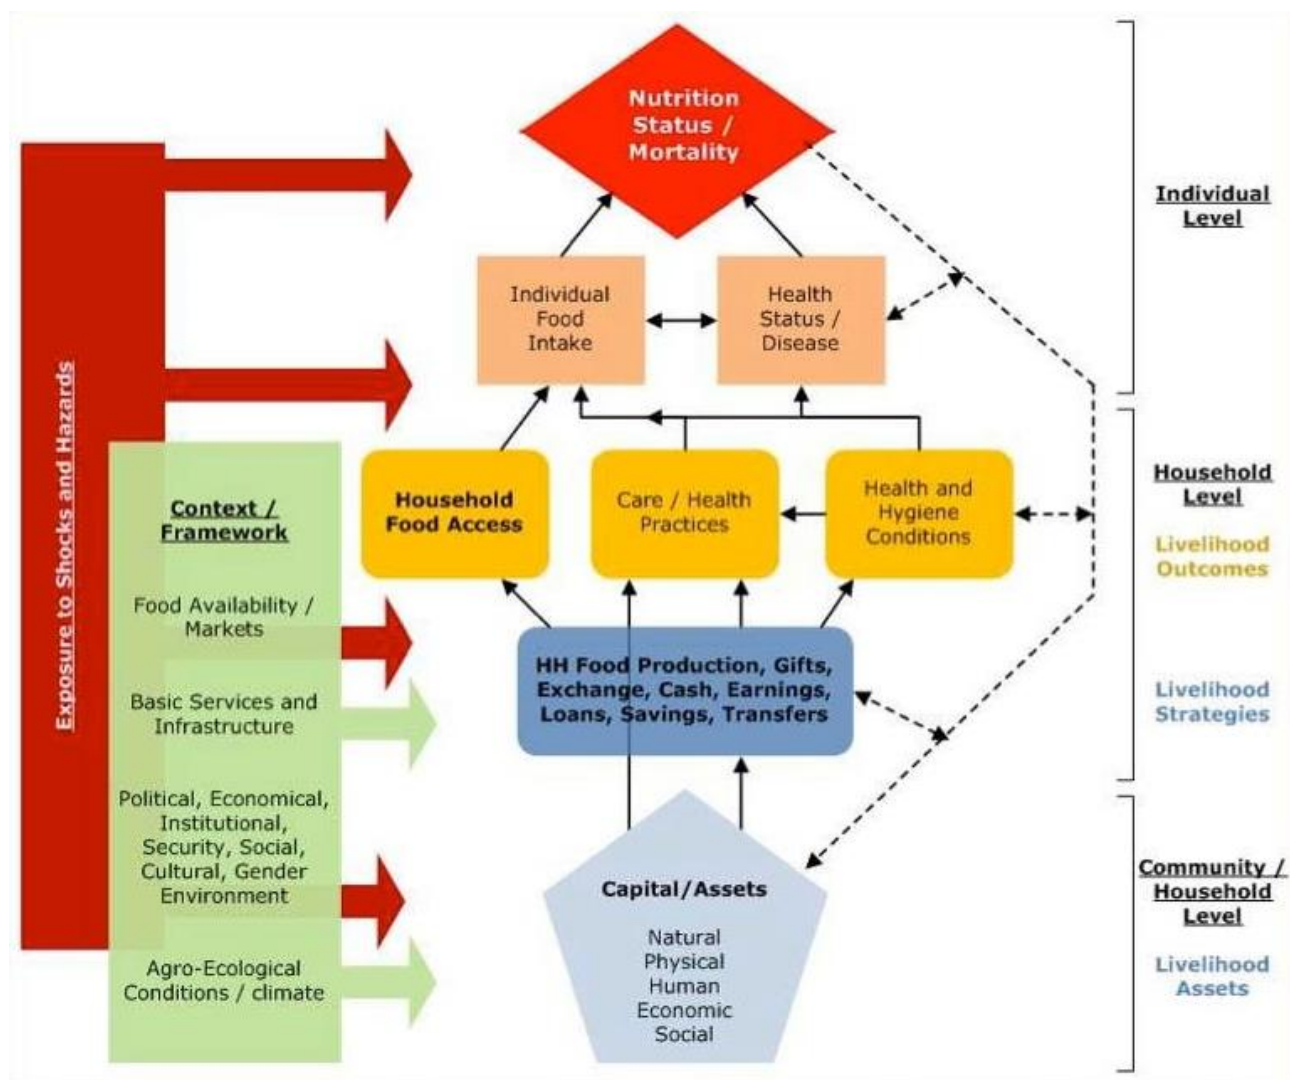 Nutrition
Status /
Mortality
Individual
Level
Individual
Food
Intake
Health
Status /
Disease
Exposure to Shocks and Hazards
Context /
Framework
Food Availability /
Markets
Basic Services and
Infrastructure
Political, Economical,
Institutional,
Security, Social,
Cultural, Gender
Environment
Agro-Ecological
Conditions / climate
Household
Food Access
Care / Health
Practices
Health and
Hygiene
Conditions
Household
Level
Livelihood
Outcomes
HH Food Production, Gifts,
Exchange, Cash, Earnings,
Loans, Savings, Transfers
Livelihood
Strategies
Capital/Assets
Natural
Physical
Human
Economic
Social
Community /
Household
Level
Livelihood
Assets